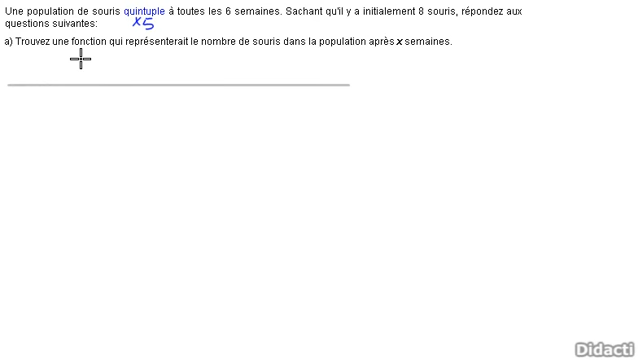 Une population de souris quintuple à toutes les 6 semaines. Sachant qu'il y a initialement 8 souris, répondez aux
questions suivantes:
x5
a) Trouvez une fonction qui représenterait le nombre de souris dans la population après x semaines.
Didacti